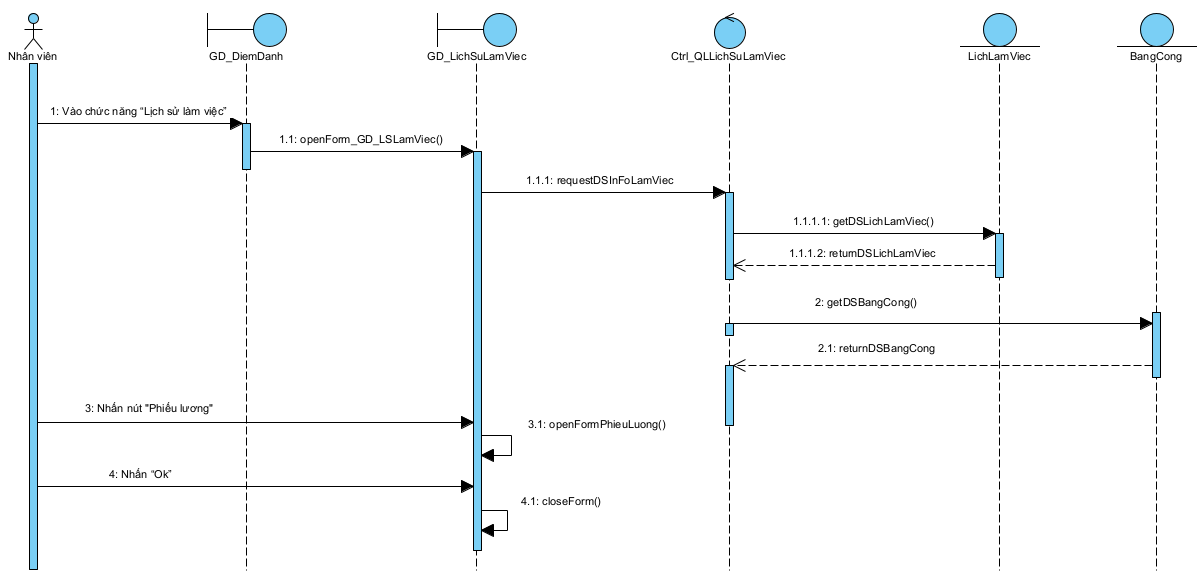 Nhân viên
GD_DiemDanh
GD_LichSuLamViec
Ctrl_QLLichSuLamViec
LichLamViec
BangCong
1: Vào chức năng “Lịch sử làm việc”
1.1: openForm_GD_LSLamViec()
1.1.1: requestDSInFoLamViec
1.1.1.1: getDSLichLamViec()
1.1.1.2: returnDSLichLamViec
2: getDSBangCong()
2.1: returnDSBangCong
3: Nhấn nút "Phiếu lương"
3.1: openFormPhieuLuong()
4: Nhấn “Ok”
4.1: closeForm()